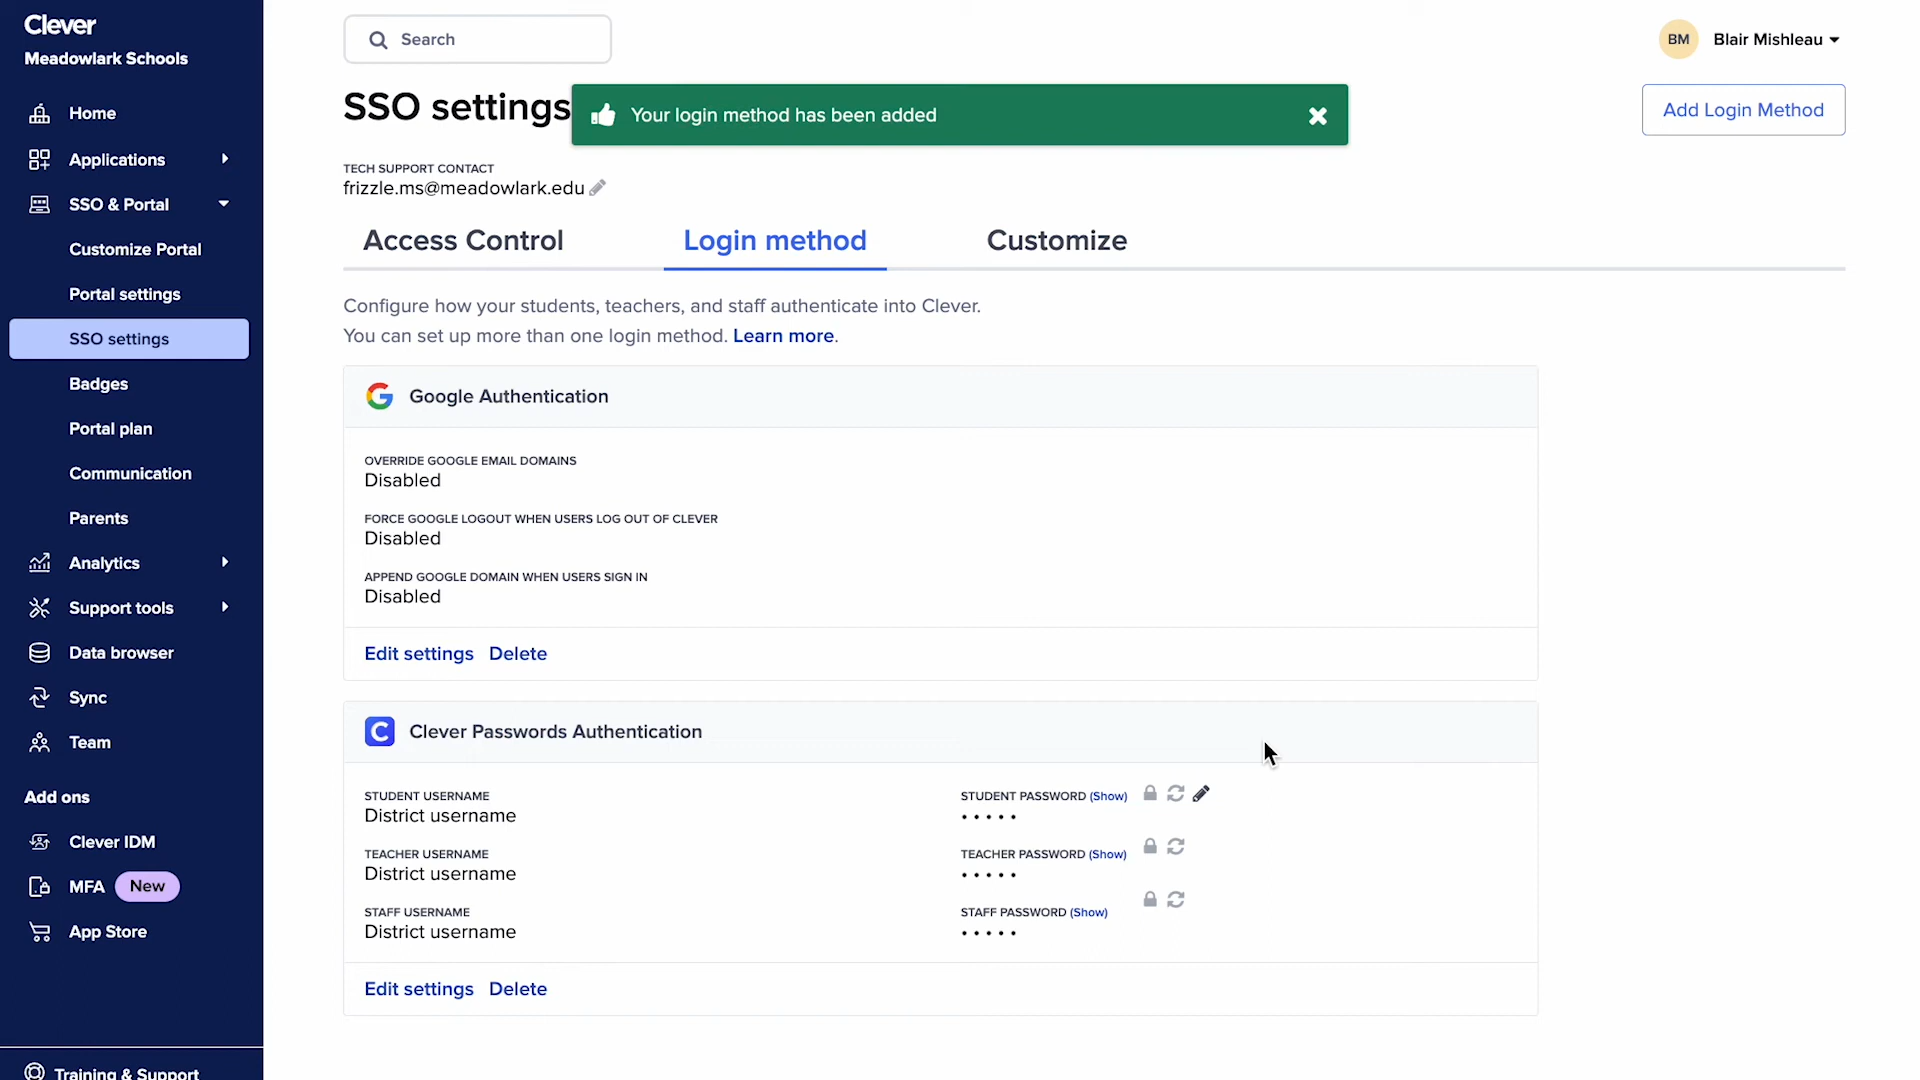 Clever
Meadowlark Schools
Home
Applications
SSO & Portal
Customize Portal
Portal settings
SSO settings
Badges
Portal plan
Communication
Parents
Analytics
Support tools
Data browser
Sync
Team
Add ons
Clever IDM
MFA New
App Store
Training & Support
Search
BM Blair Mishleau
SSO settings
Your login method has been added
Add Login Method
TECH SUPPORT CONTACT
frizzle.ms@meadowlark.edu
Access Control Login method Customize
Configure how your students, teachers, and staff authenticate into Clever.
You can set up more than one login method. Learn more.
Google Authentication
OVERRIDE GOOGLE EMAIL DOMAINS
Disabled
FORCE GOOGLE LOGOUT WHEN USERS LOG OUT OF CLEVER
Disabled
APPEND GOOGLE DOMAIN WHEN USERS SIGN IN
Disabled
Edit settings Delete
C Clever Passwords Authentication
STUDENT USERNAME
District username
STUDENT PASSWORD (Show)
•••••
TEACHER USERNAME
District username
TEACHER PASSWORD (Show)
•••••
STAFF USERNAME
District username
STAFF PASSWORD (Show)
•••••
Edit settings Delete